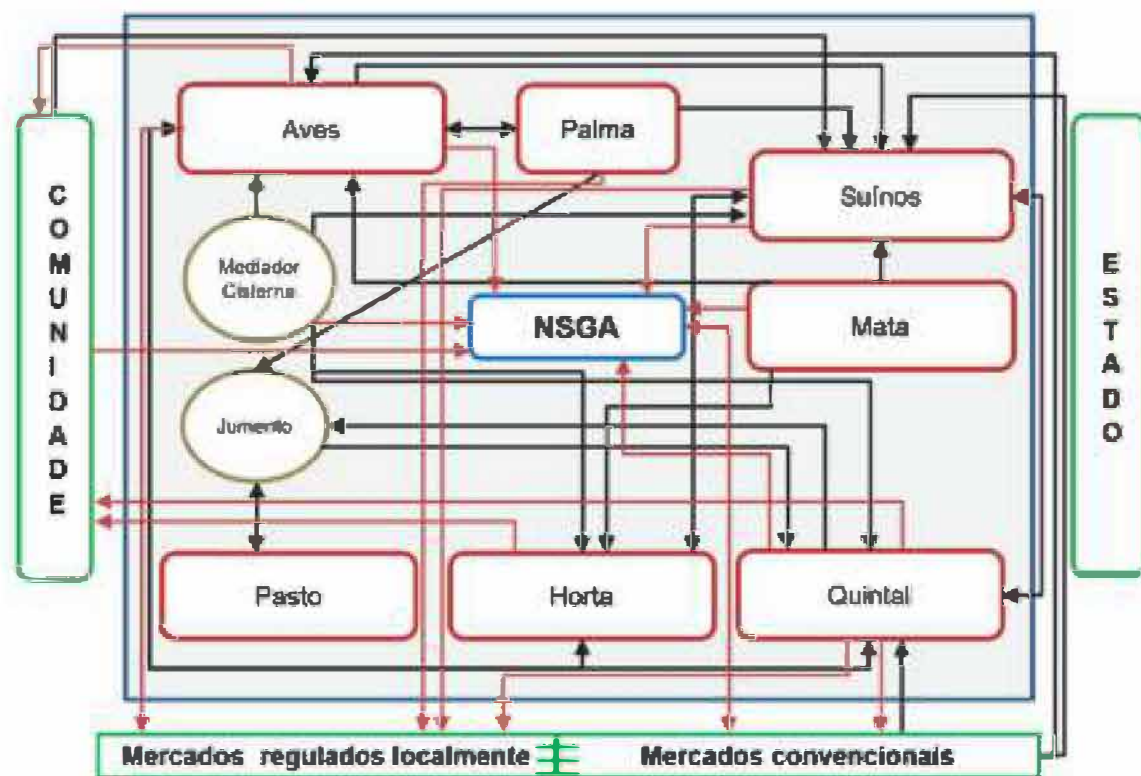 Aves
Palma
Suínos
COMUNIDADE
Mediador
Cisterna
ESTADO
NSGA
Mata
Jumento
Pasto
Horta
Quintal
Mercados regulados localmente
Mercados convencionais